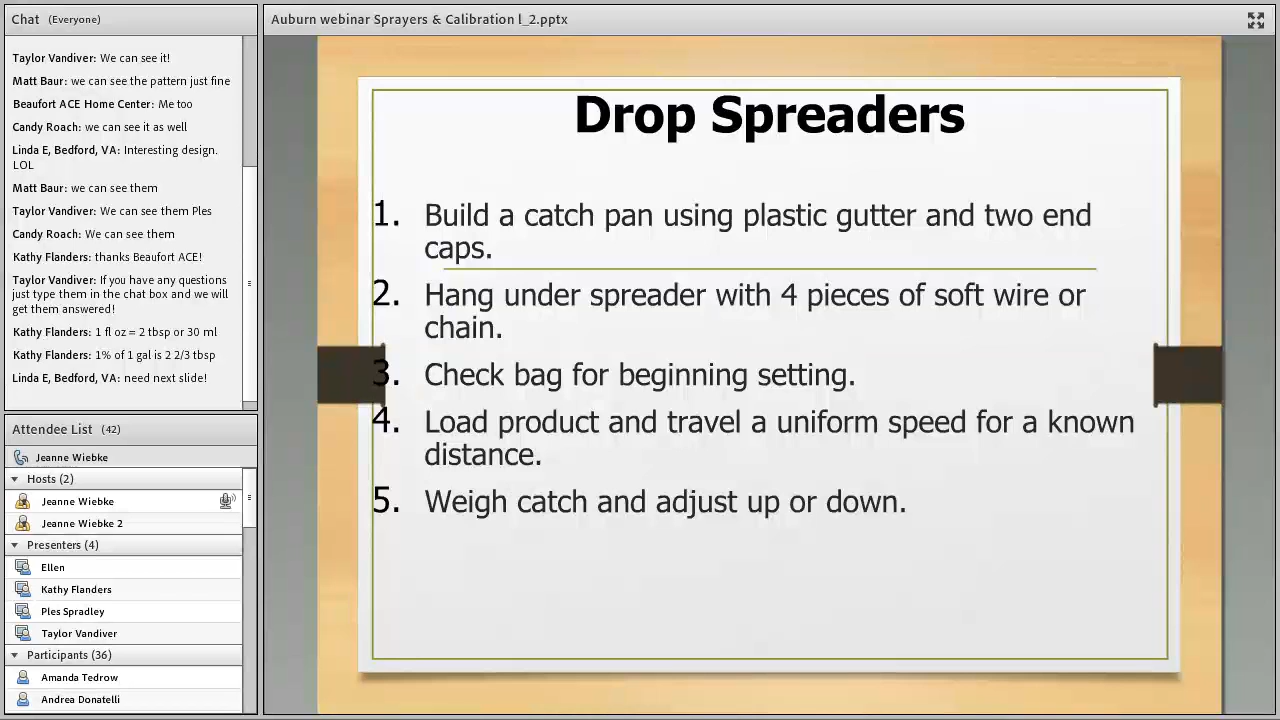 Chat (Everyone)
Taylor Vandiver: We can see it!
Matt Baur: we can see the pattern just fine
Beaufort ACE Home Center: Me too
Candy Roach: we can see it as well
Linda E, Bedford, VA: Interesting design.
LOL
Matt Baur: we can see them
Taylor Vandiver: We can see them Ples
Candy Roach: We can see them
Kathy Flanders: thanks Beaufort ACE!
Taylor Vandiver: If you have any questions
just type them in the chat box and we will
get them answered!
Kathy Flanders: 1 fl oz = 2 tbsp or 30 ml
Kathy Flanders: 1% of 1 gal is 2 2/3 tbsp
Linda E, Bedford, VA: need next slide!
Attendee List (42)
Jeanne Wiebke
Hosts (2)
Jeanne Wiebke
Jeanne Wiebke 2
Presenters (4)
Ellen
Kathy Flanders
Ples Spradley
Taylor Vandiver
Participants (36)
Amanda Tedrow
Andrea Donatelli
Auburn webinar Sprayers & Calibration l_2.pptx
Drop Spreaders
1. Build a catch pan using plastic gutter and two end
caps.
2. Hang under spreader with 4 pieces of soft wire or
chain.
3. Check bag for beginning setting.
4. Load product and travel a uniform speed for a known
distance.
5. Weigh catch and adjust up or down.